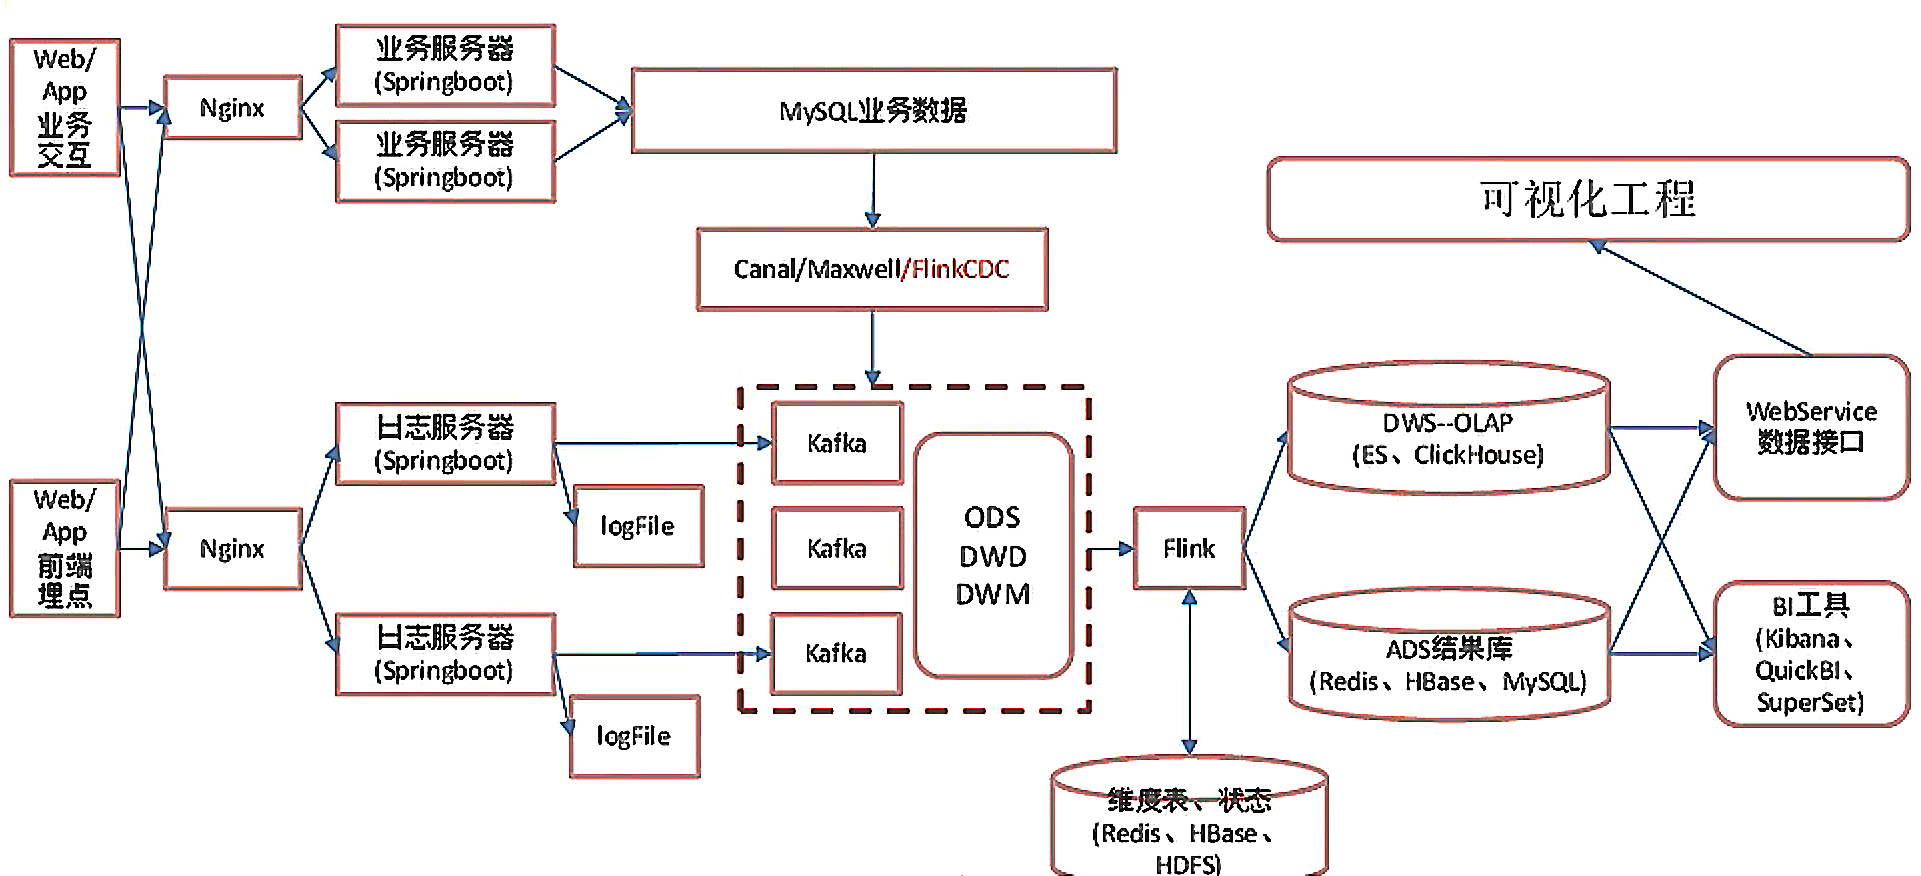 Web/
App
业务
交互
Nginx
业务服务器
(Springboot)
业务服务器
(Springboot)
MySQL业务数据
Canal/Maxwell/FlinkCDC
可视化工程
Web/
App
前端
埋点
Nginx
日志服务器
(Springboot)
logFile
日志服务器
(Springboot)
logFile
Kafka
Kafka
Kafka
ODS
DWD
DWM
Flink
维度表、状态
(Redis、HBase、
HDFS)
DWS--OLAP
(ES、ClickHouse)
ADS结果库
(Redis、HBase、MySQL)
WebService
数据接口
BI工具
(Kibana、
QuickBI、
SuperSet)